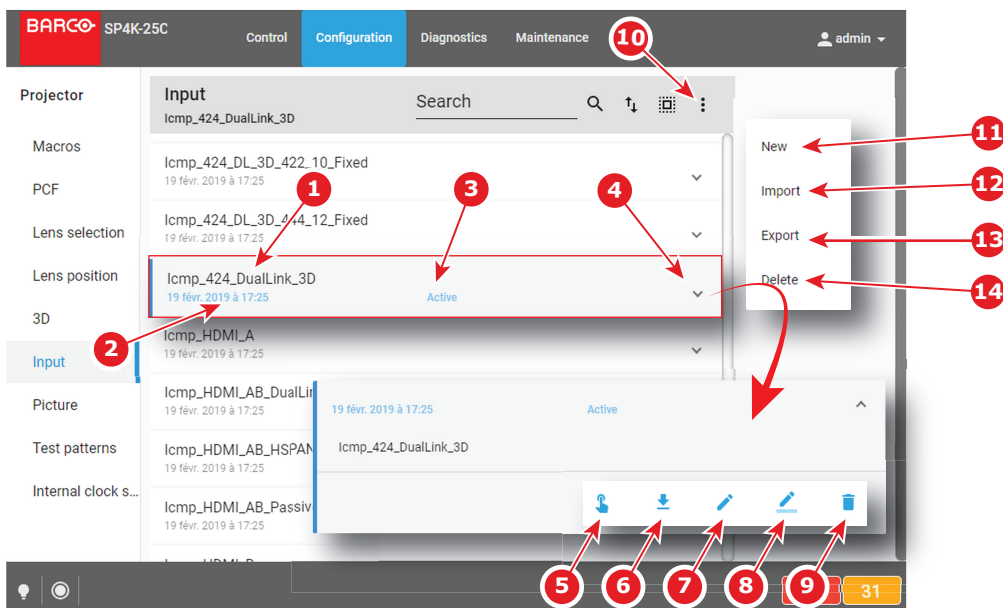 BARCO SP4K-25C
Control Configuration Diagnostics Maintenance 10 admin
Projector
Macros
PCF
Lens selection
Lens position
3D
Input
Picture
Test patterns
Internal clock s...
Input
Icmp_424_DualLink_3D
Search
Icmp_424_DL_3D_422_10_Fixed
19 févr. 2019 à 17:25
1 3 4
Icmp_424_DL_3D_444_12_Fixed
19 févr. 2019 à 17:25
Icmp_424_DualLink_3D
19 févr. 2019 à 17:25 Active
2
Icmp_HDMI_A
19 févr. 2019 à 17:25
Icmp_HDMI_AB_DualLi
19 févr. 2019 à 17:25
Icmp_HDMI_AB_HSPAN
19 févr. 2019 à 17:25
Icmp_HDMI_AB_Passiv
19 févr. 2019 à 17:25
19 févr. 2019 à 17:25 Active
Icmp_424_DualLink_3D
New 11
Import 12
Export 13
Delete 14
5 6 7 8 9
31